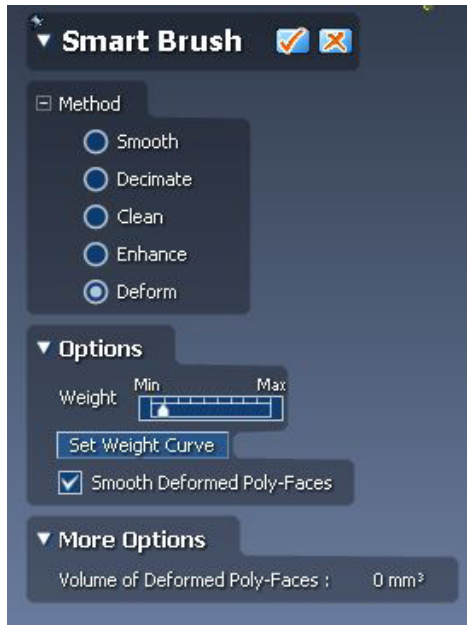 Smart Brush
Method
Smooth
Decimate
Clean
Enhance
Deform
Options
Weight Min Max
Set Weight Curve
Smooth Deformed Poly-Faces
More Options
Volume of Deformed Poly-Faces : 0 mm³